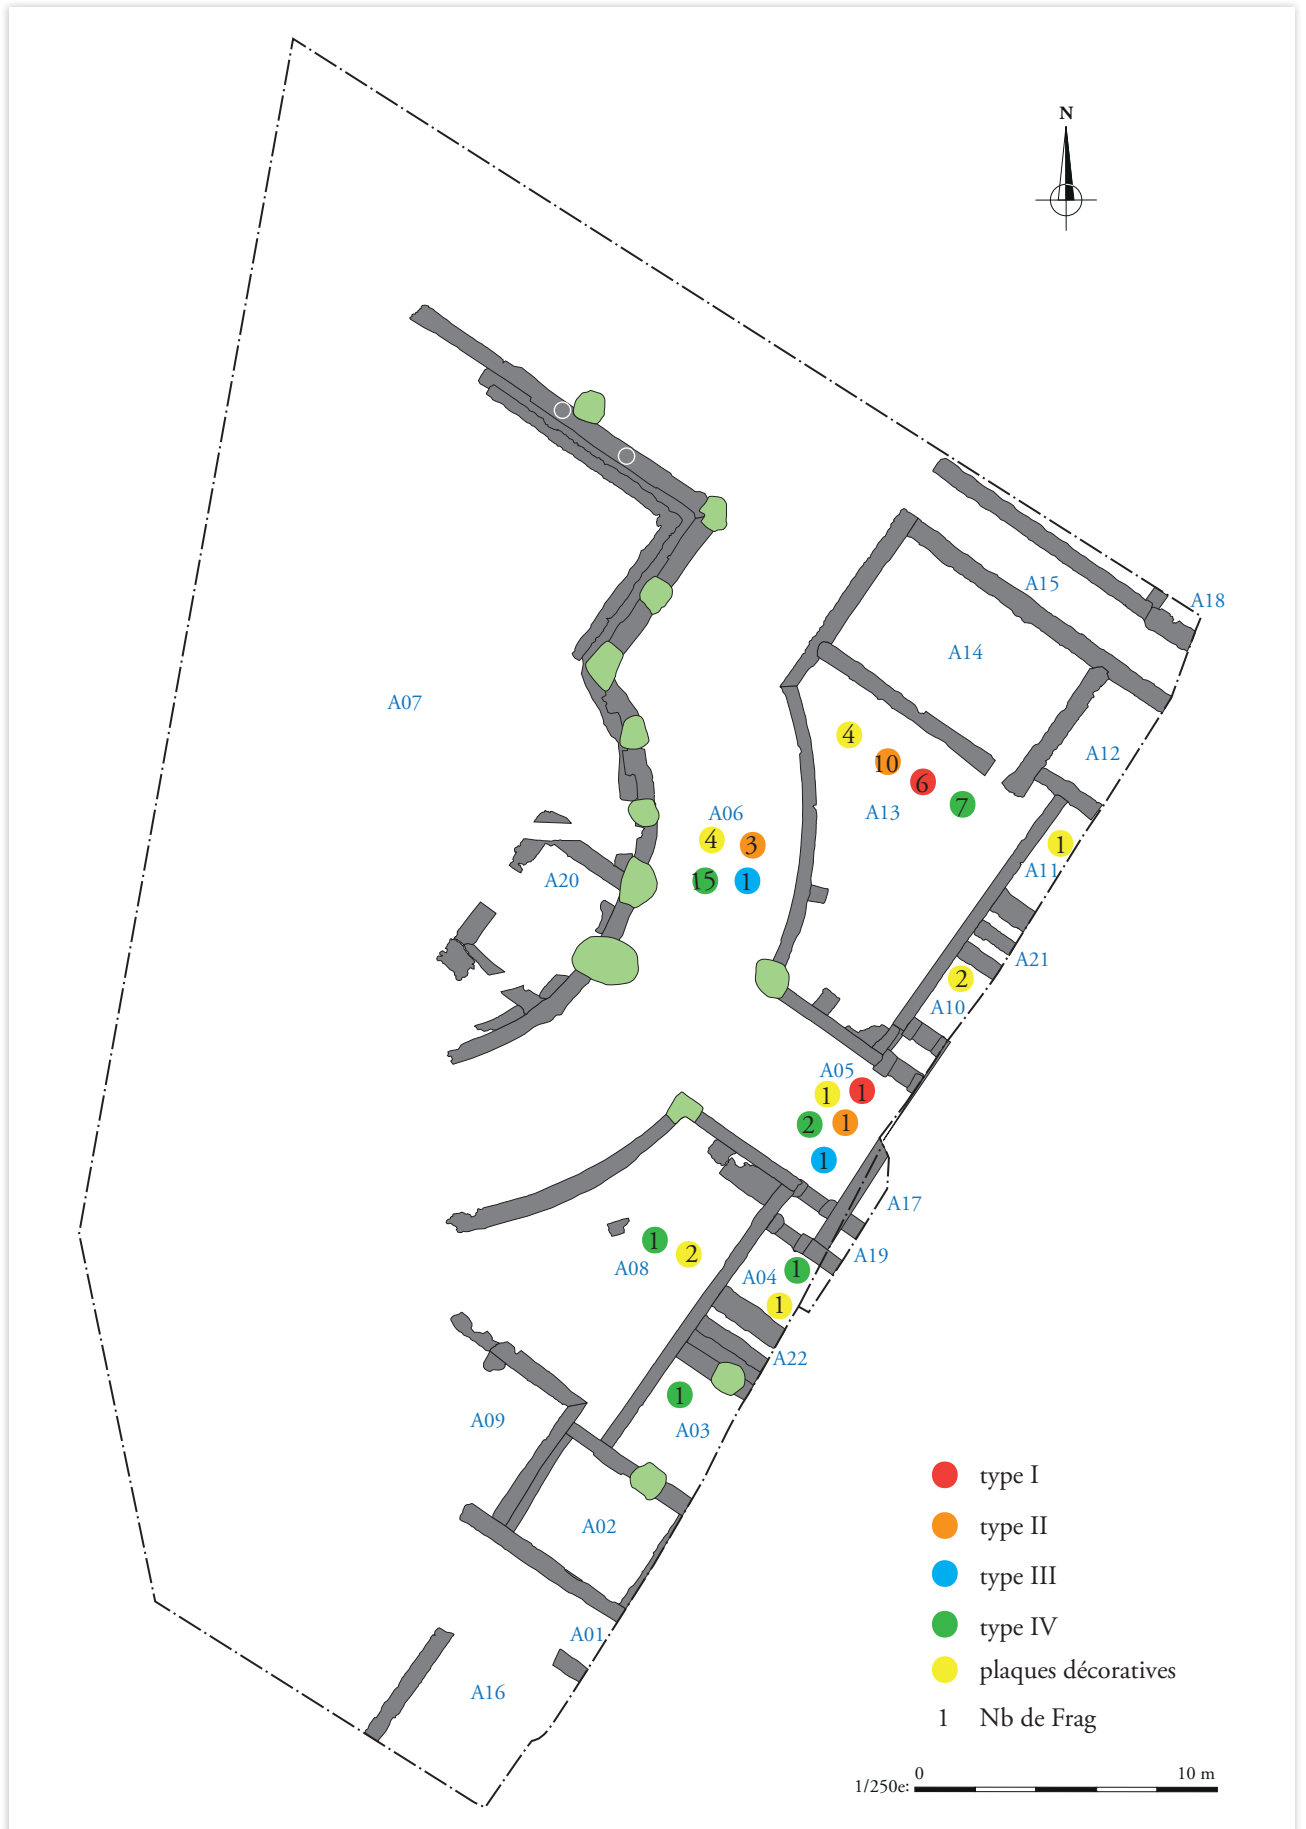 N
A15
A18
A14
A07
4
A12
10
6
7
A06
A13
4
3
1
A11
15
1
A20
A21
2
A10
A05
1
1
2
1
1
A17
1
2
A19
A08
A04
1
1
A22
1
A09
A03
type I
A02
type II
type III
type IV
A01
plaques décoratives
A16
1 Nb de Frag
0 10 m
1/250e: